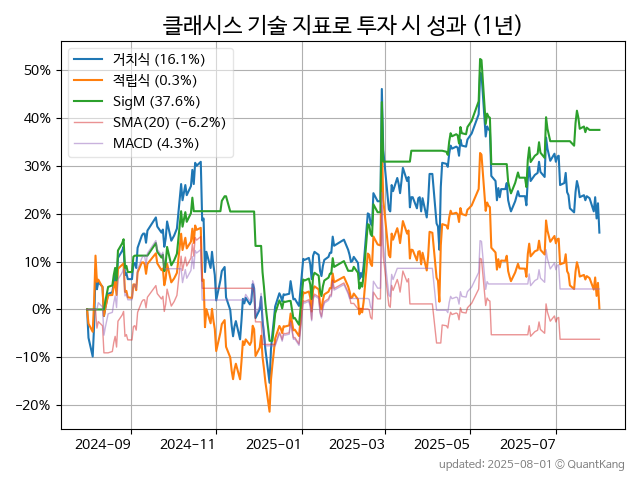 클래시스 기술 지표로 투자 시 성과 (1년)
거치식 (16.1%)
적립식 (0.3%)
SigM (37.6%)
SMA(20) (−6.2%)
MACD (4.3%)
50%
40%
30%
20%
10%
0%
−10%
−20%
2024-09
2024-11
2025-01
2025-03
2025-05
2025-07
updated: 2025-08-01 © QuantKang